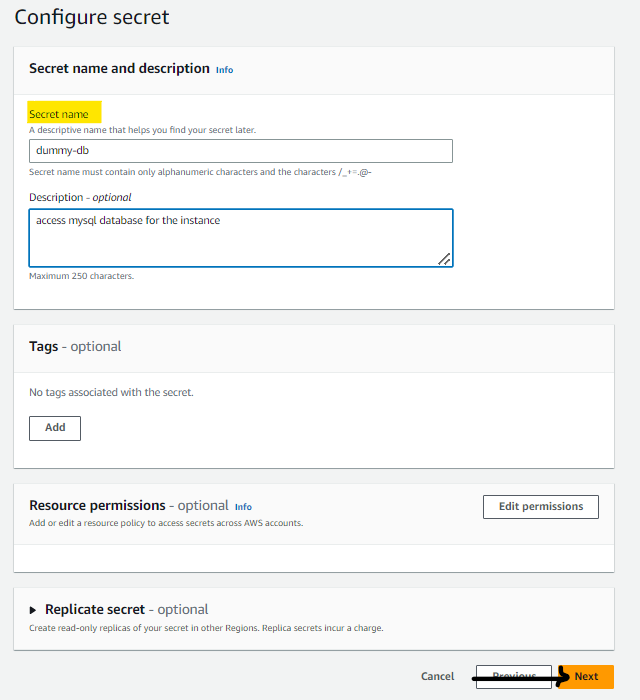 Configure secret
Secret name and description Info
Secret name
A descriptive name that helps you find your secret later.
dummy-db
Secret name must contain only alphanumeric characters and the characters /_+=.@-
Description - optional
access mysql database for the instance
Maximum 250 characters.
Tags - optional
No tags associated with the secret.
Add
Resource permissions - optional Info
Edit permissions
Add or edit a resource policy to access secrets across AWS accounts.
Replicate secret - optional
Create read-only replicas of your secret in other Regions. Replica secrets incur a charge.
Cancel Previous Next